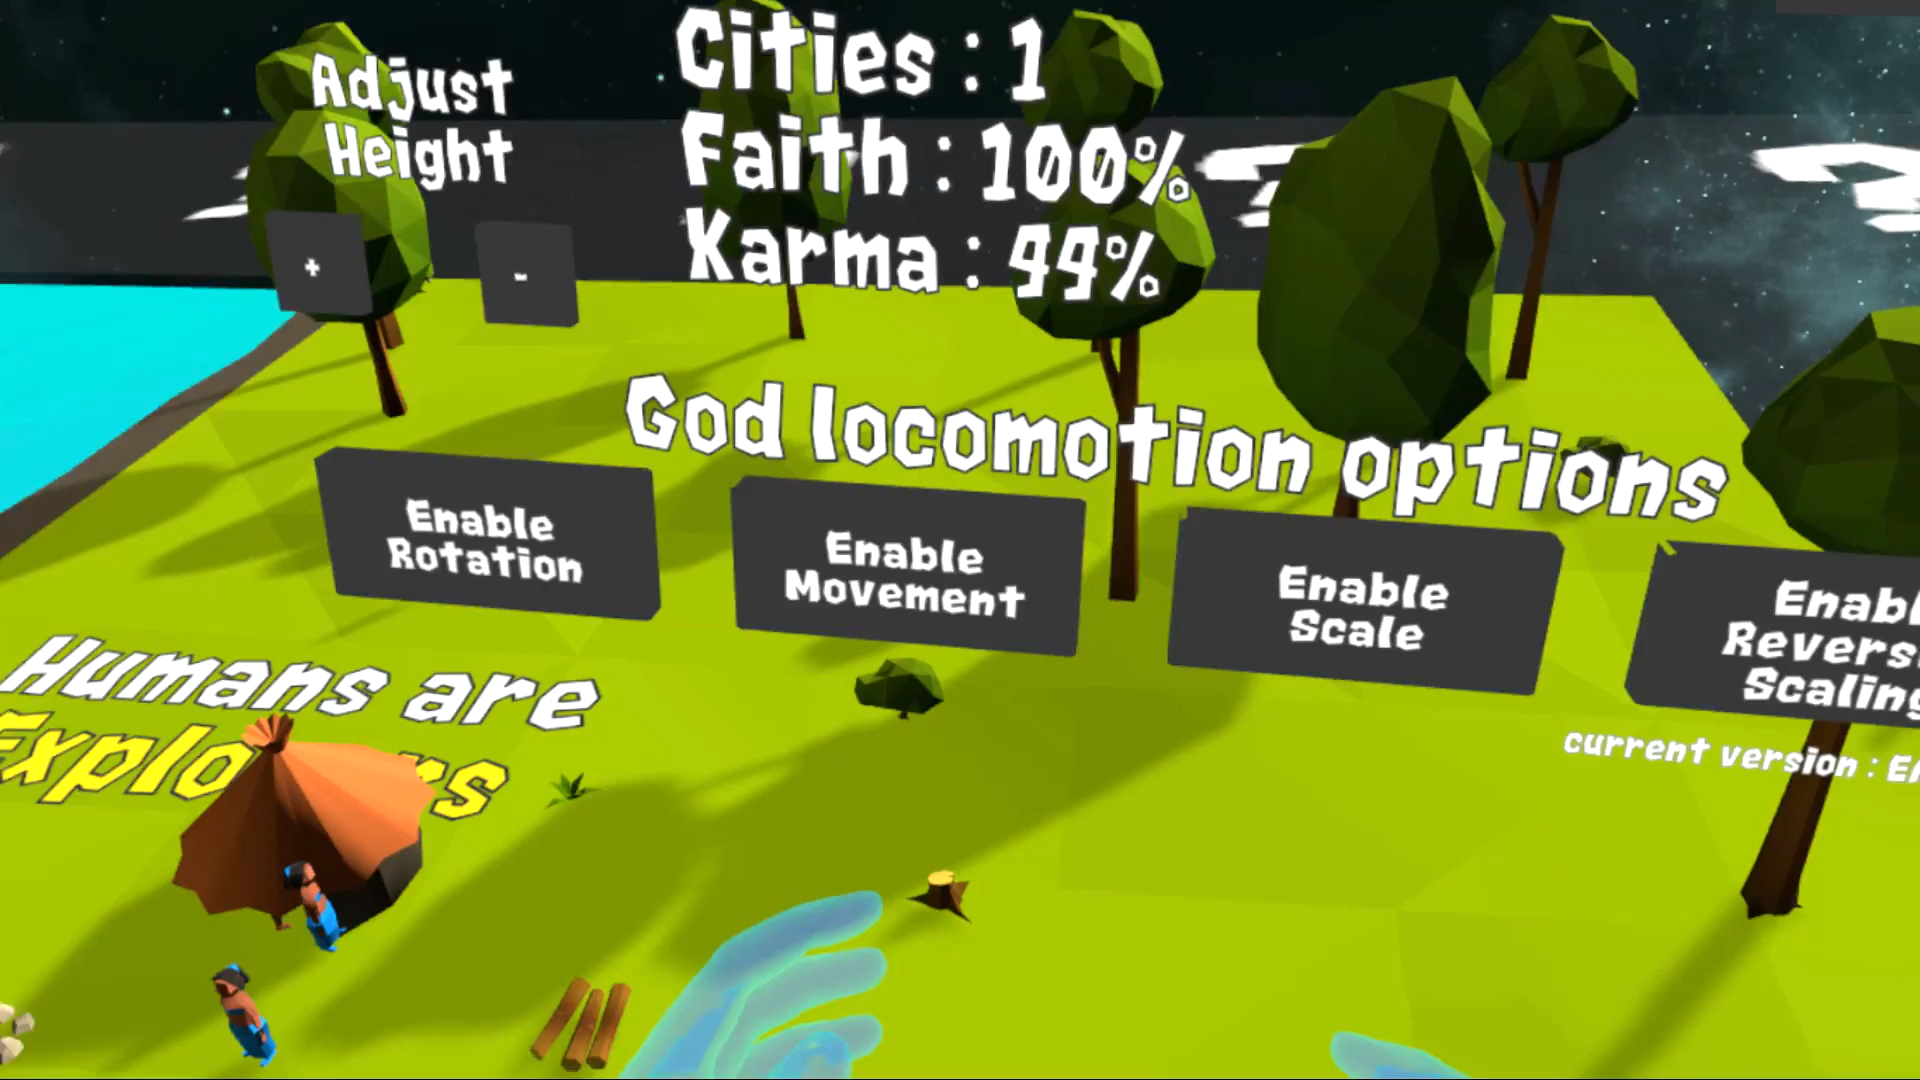 Adjust
Height
+
-
Cities : 1
Faith : 100%
Karma : 99%
God locomotion options
Enable
Rotation
Enable
Movement
Enable
Scale
Humans are
current version :